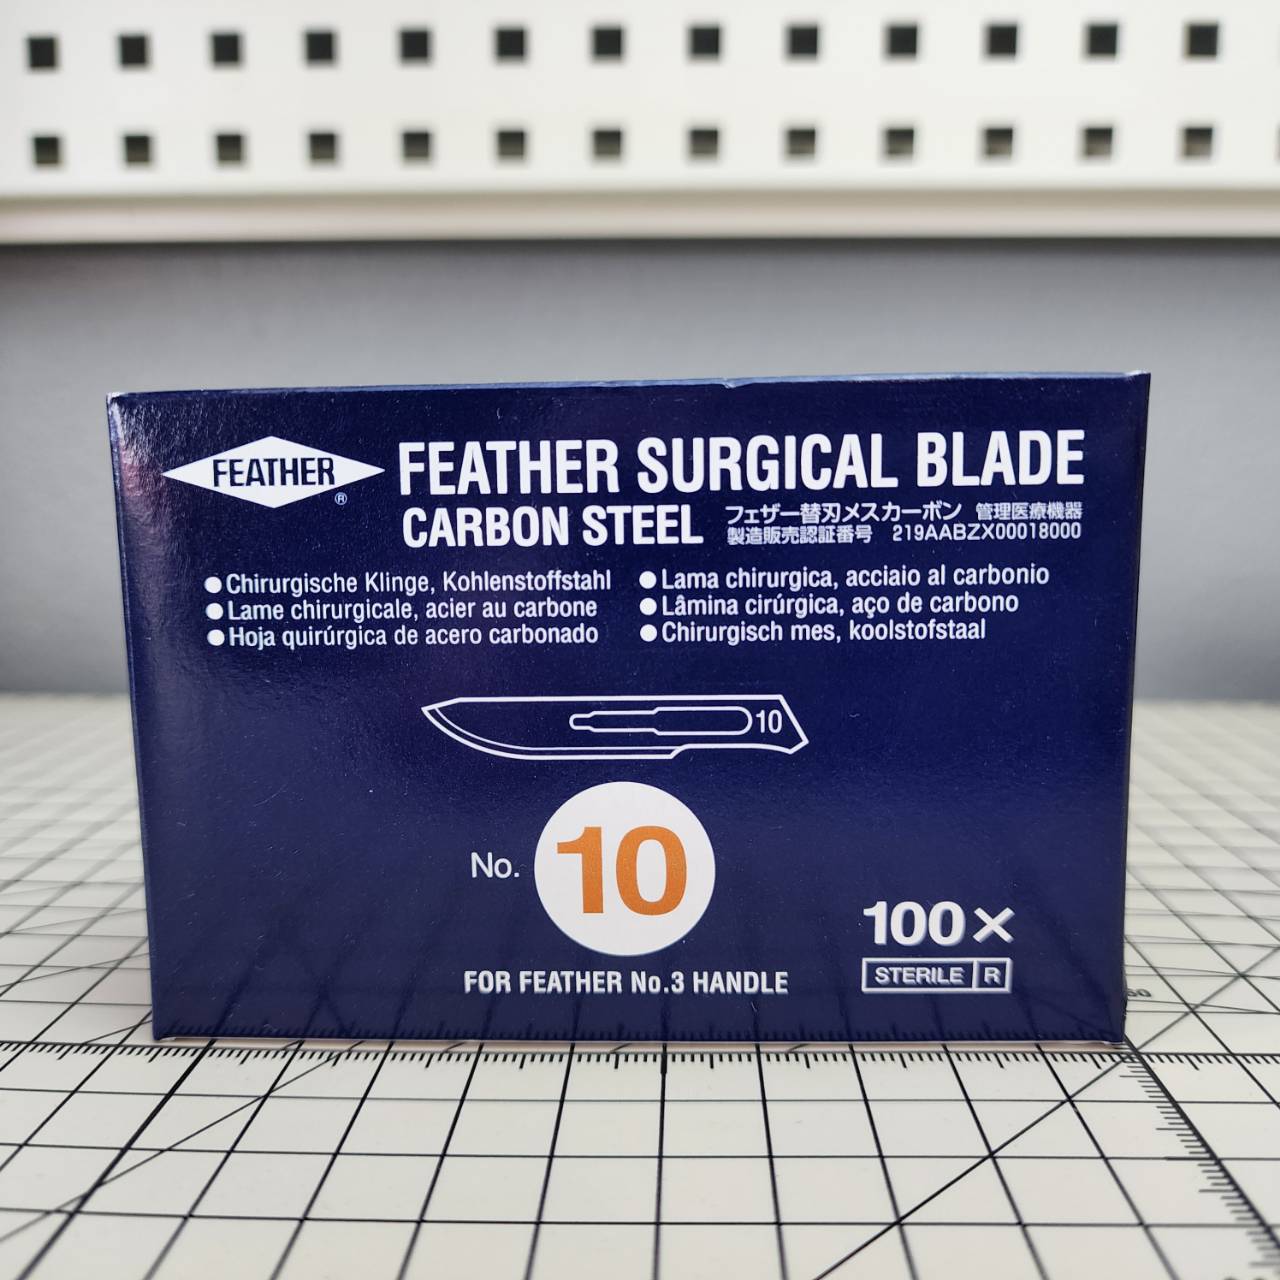 FEATHER
®
FEATHER SURGICAL BLADE
CARBON STEEL
フェザー替刃メスカーボン 管理医療機器
製造販売認証番号 219AABZX00018000
●Chirurgische Klinge, Kohlenstoffstahl
●Lame chirurgicale, acier au carbone
●Hoja quirúrgica de acero carbonado
●Lama chirurgica, acciaio al carbonio
●Lâmina cirúrgica, aço de carbono
●Chirurgisch mes, koolstofstaal
10
No. 10
100×
STERILE R
FOR FEATHER No.3 HANDLE